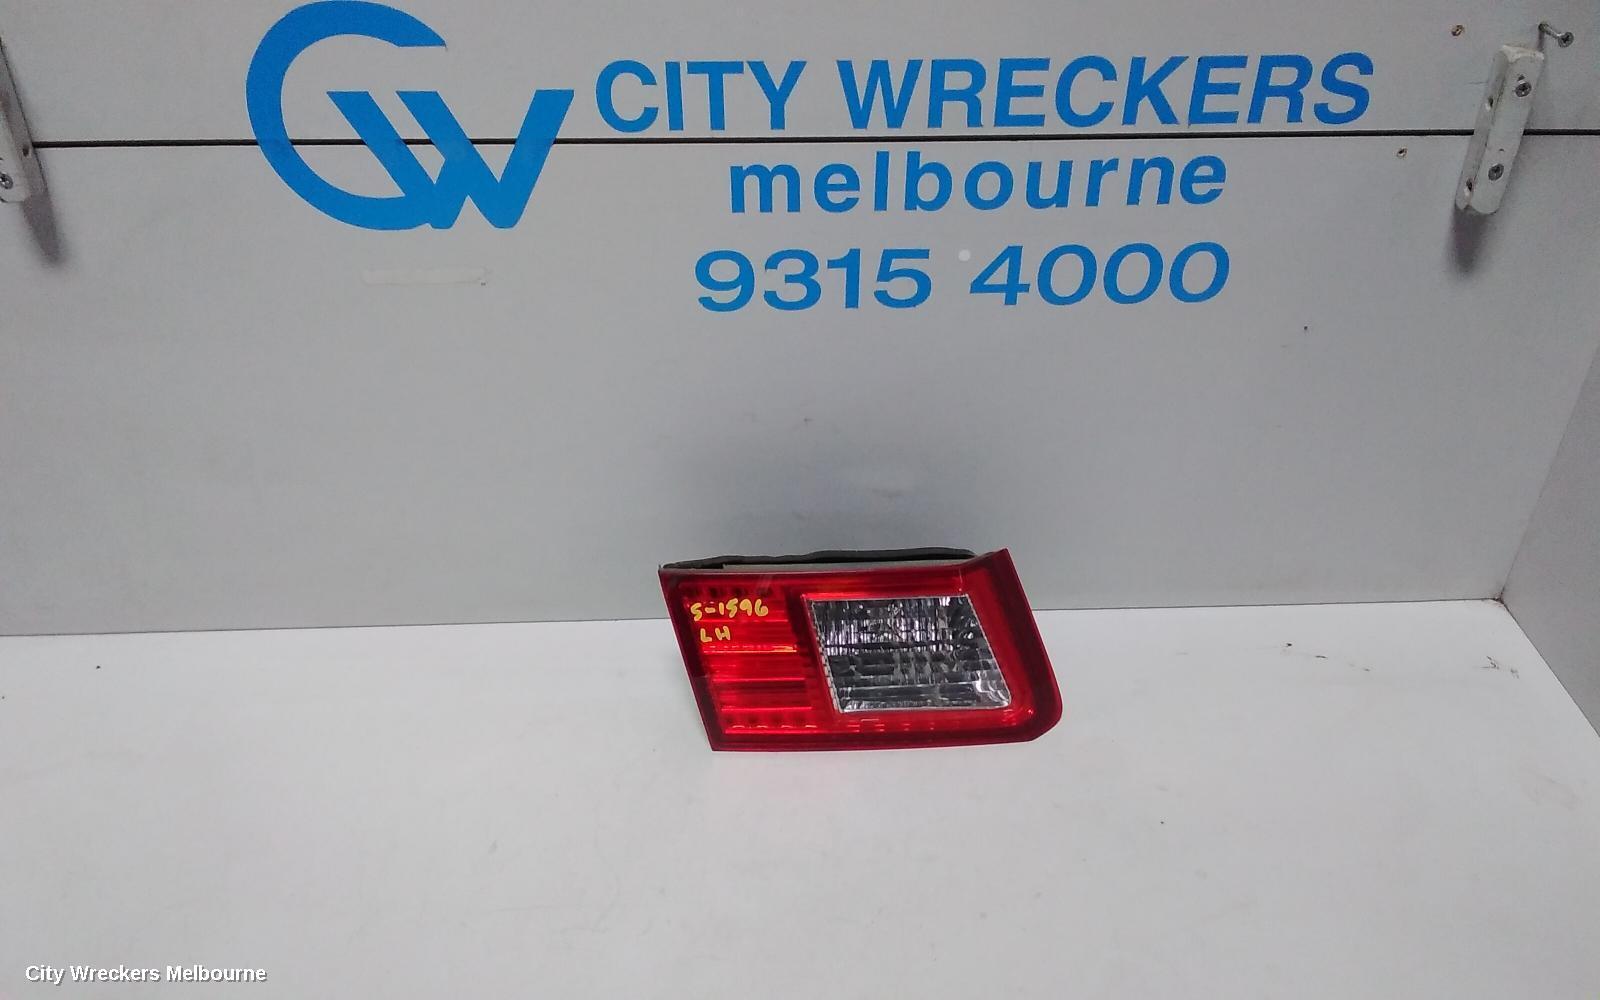 CW CITY WRECKERS
melbourne
9315 4000
S-1596
LH
City Wreckers Melbourne